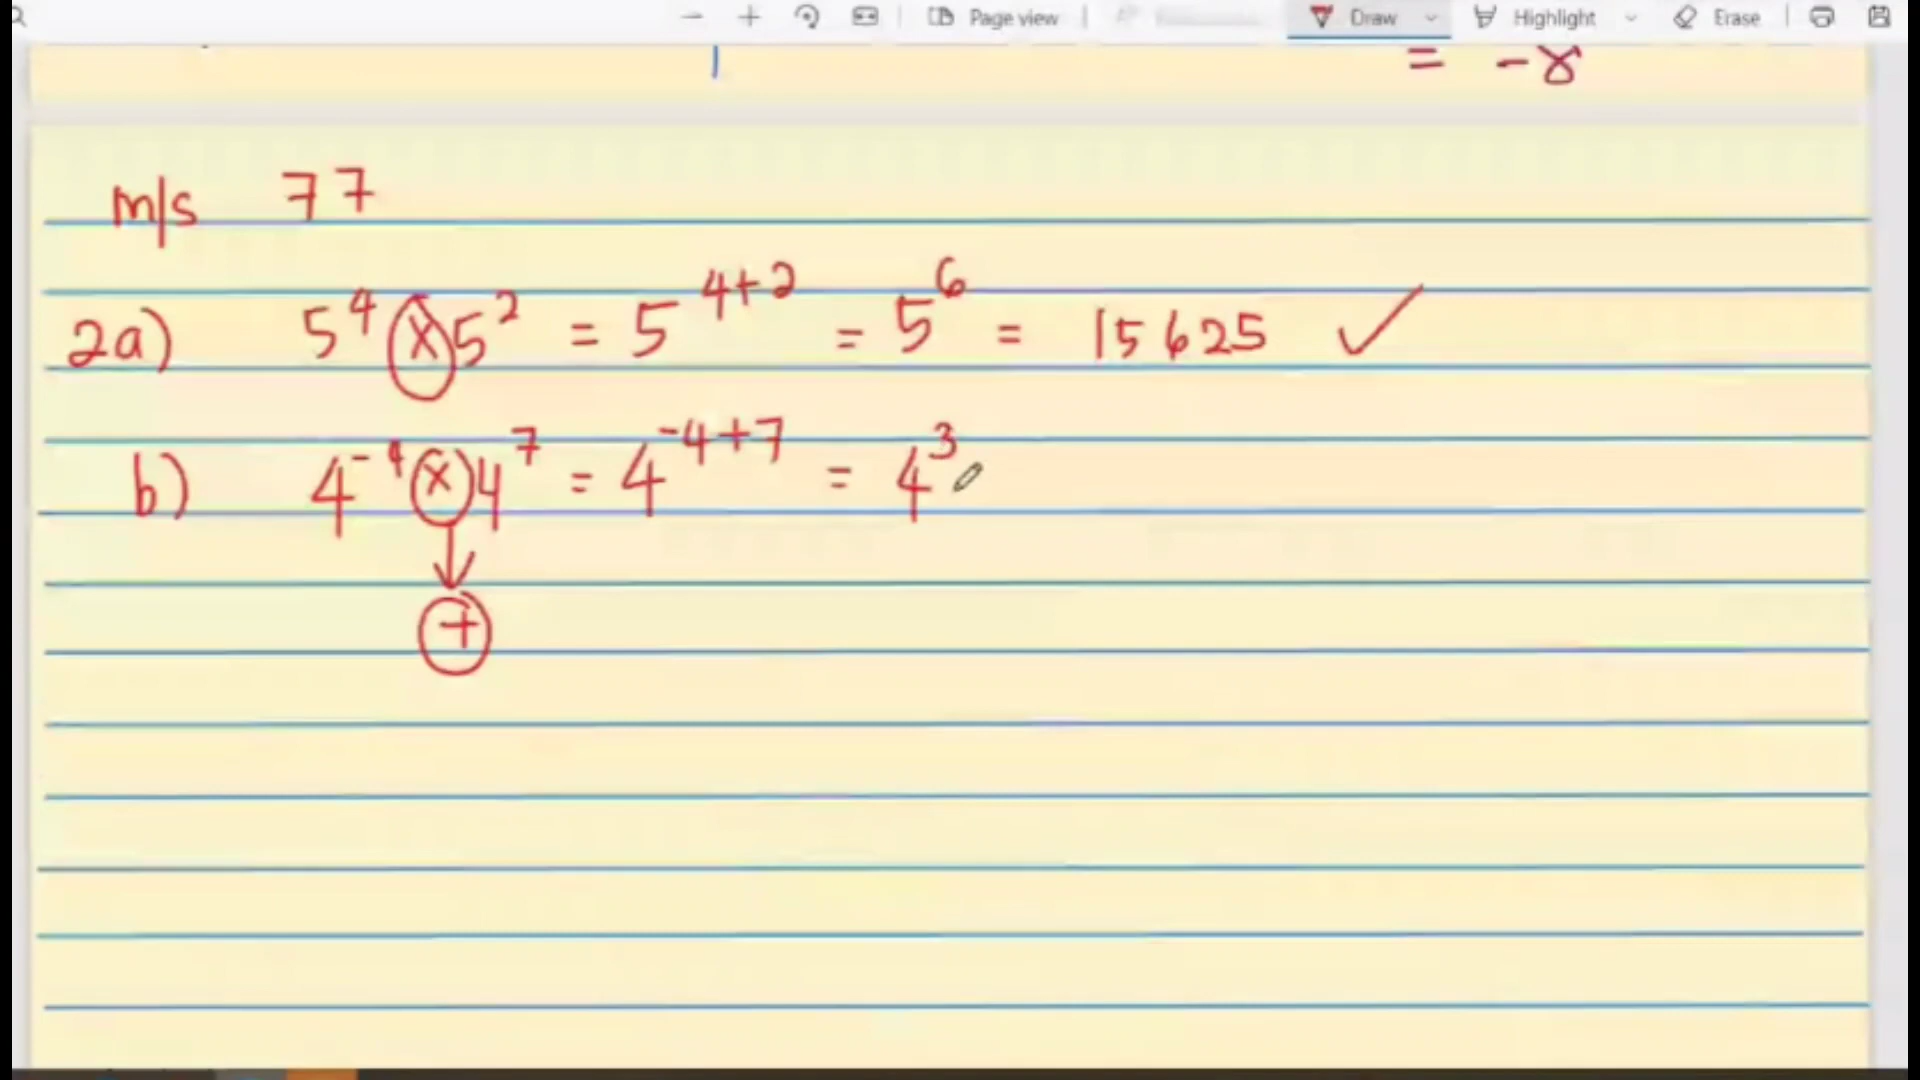 Page view Draw Highlight Erase
= -8
m/s 77
2a) 5⁴ × 5² = 5⁴⁺² = 5⁶ = 15625 ✓
b) 4⁻⁴ × 4⁷ = 4⁻⁴⁺⁷ = 4³
+